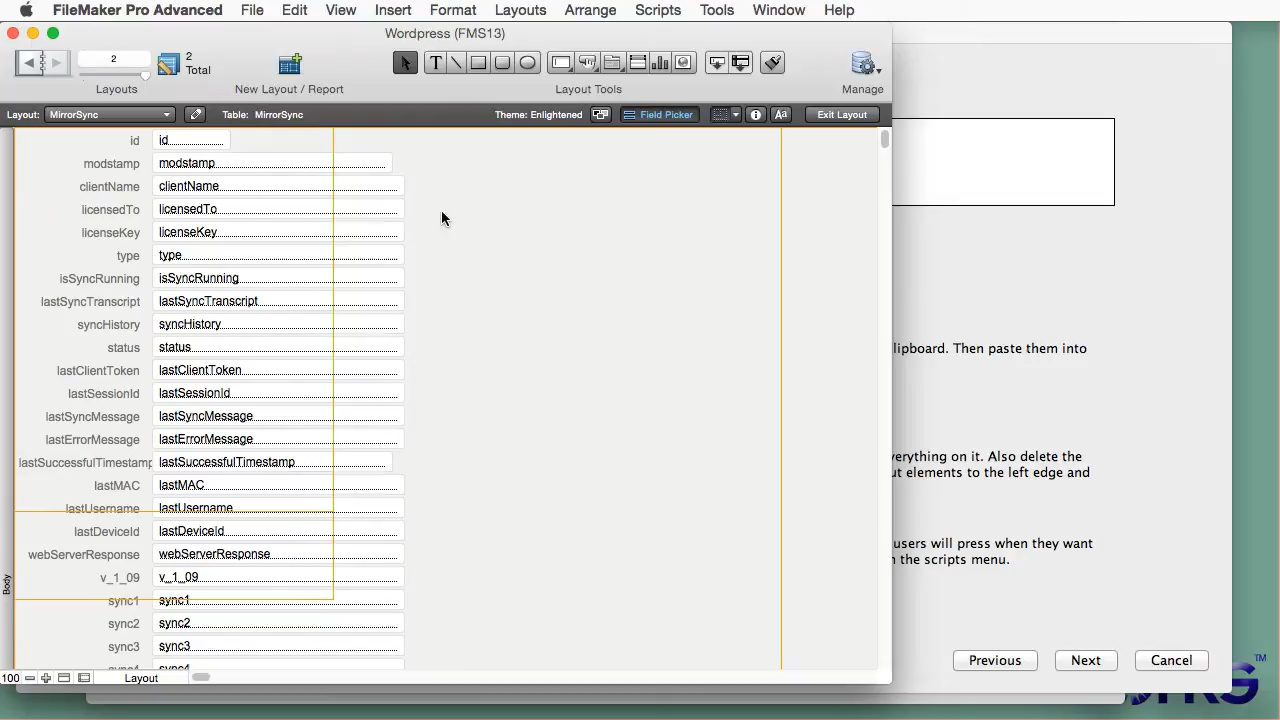 FileMaker Pro Advanced File Edit View Insert Format Layouts Arrange Scripts Tools Window Help
Wordpress (FMS13)
2
2
Total
Layouts
New Layout / Report
Layout Tools
Manage
Layout: MirrorSync Table: MirrorSync Theme: Enlightened Field Picker Aa Exit Layout
id id
modstamp modstamp
clientName clientName
licensedTo licensedTo
licenseKey licenseKey
type type
isSyncRunning isSyncRunning
lastSyncTranscript lastSyncTranscript
syncHistory syncHistory
status status
lastClientToken lastClientToken
lastSessionId lastSessionId
lastSyncMessage lastSyncMessage
lastErrorMessage lastErrorMessage
lastSuccessfulTimestamp lastSuccessfulTimestamp
lastMAC lastMAC
lastUsername lastUsername
lastDeviceId lastDeviceId
webServerResponse webServerResponse
v_1_09 v_1_09
sync1 sync1
sync2 sync2
sync3 sync3
sync4 sync4
Body
100 Layout
lipboard. Then paste them into
verything on it. Also delete the
ut elements to the left edge and
users will press when they want
n the scripts menu.
Previous Next Cancel
TM